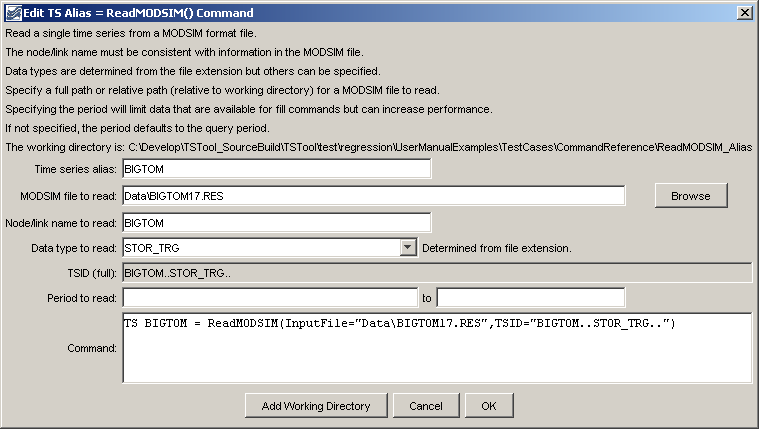 Edit TS Alias = ReadMODSIM() Command
Read a single time series from a MODSIM format file.
The node/link name must be consistent with information in the MODSIM file.
Data types are determined from the file extension but others can be specified.
Specify a full path or relative path (relative to working directory) for a MODSIM file to read.
Specifying the period will limit data that are available for fill commands but can increase performance.
If not specified, the period defaults to the query period.
The working directory is: C:\Develop\TSTool_SourceBuild\TSTool\test\regression\UserManualExamples\TestCases\CommandReference\ReadMODSIM_Alias
Time series alias: BIGTOM
MODSIM file to read: Data\BIGTOM17.RES Browse
Node/link name to read: BIGTOM
Data type to read: STOR_TRG Determined from file extension.
TSID (full): BIGTOM..STOR_TRG..
Period to read: to
TS BIGTOM = ReadMODSIM(InputFile="Data\BIGTOM17.RES",TSID="BIGTOM..STOR_TRG..")
Command:
Add Working Directory Cancel OK